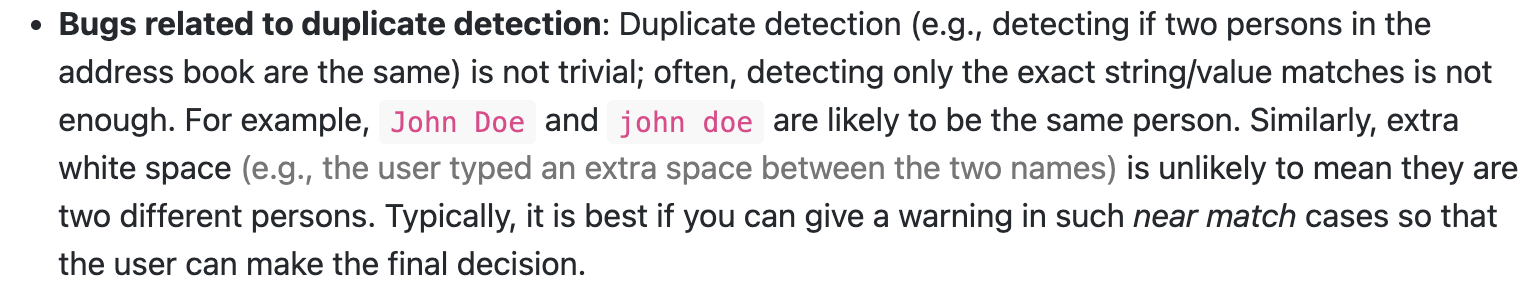 • Bugs related to duplicate detection: Duplicate detection (e.g., detecting if two persons in the
address book are the same) is not trivial; often, detecting only the exact string/value matches is not
enough. For example, John Doe and john doe are likely to be the same person. Similarly, extra
white space (e.g., the user typed an extra space between the two names) is unlikely to mean they are
two different persons. Typically, it is best if you can give a warning in such near match cases so that
the user can make the final decision.